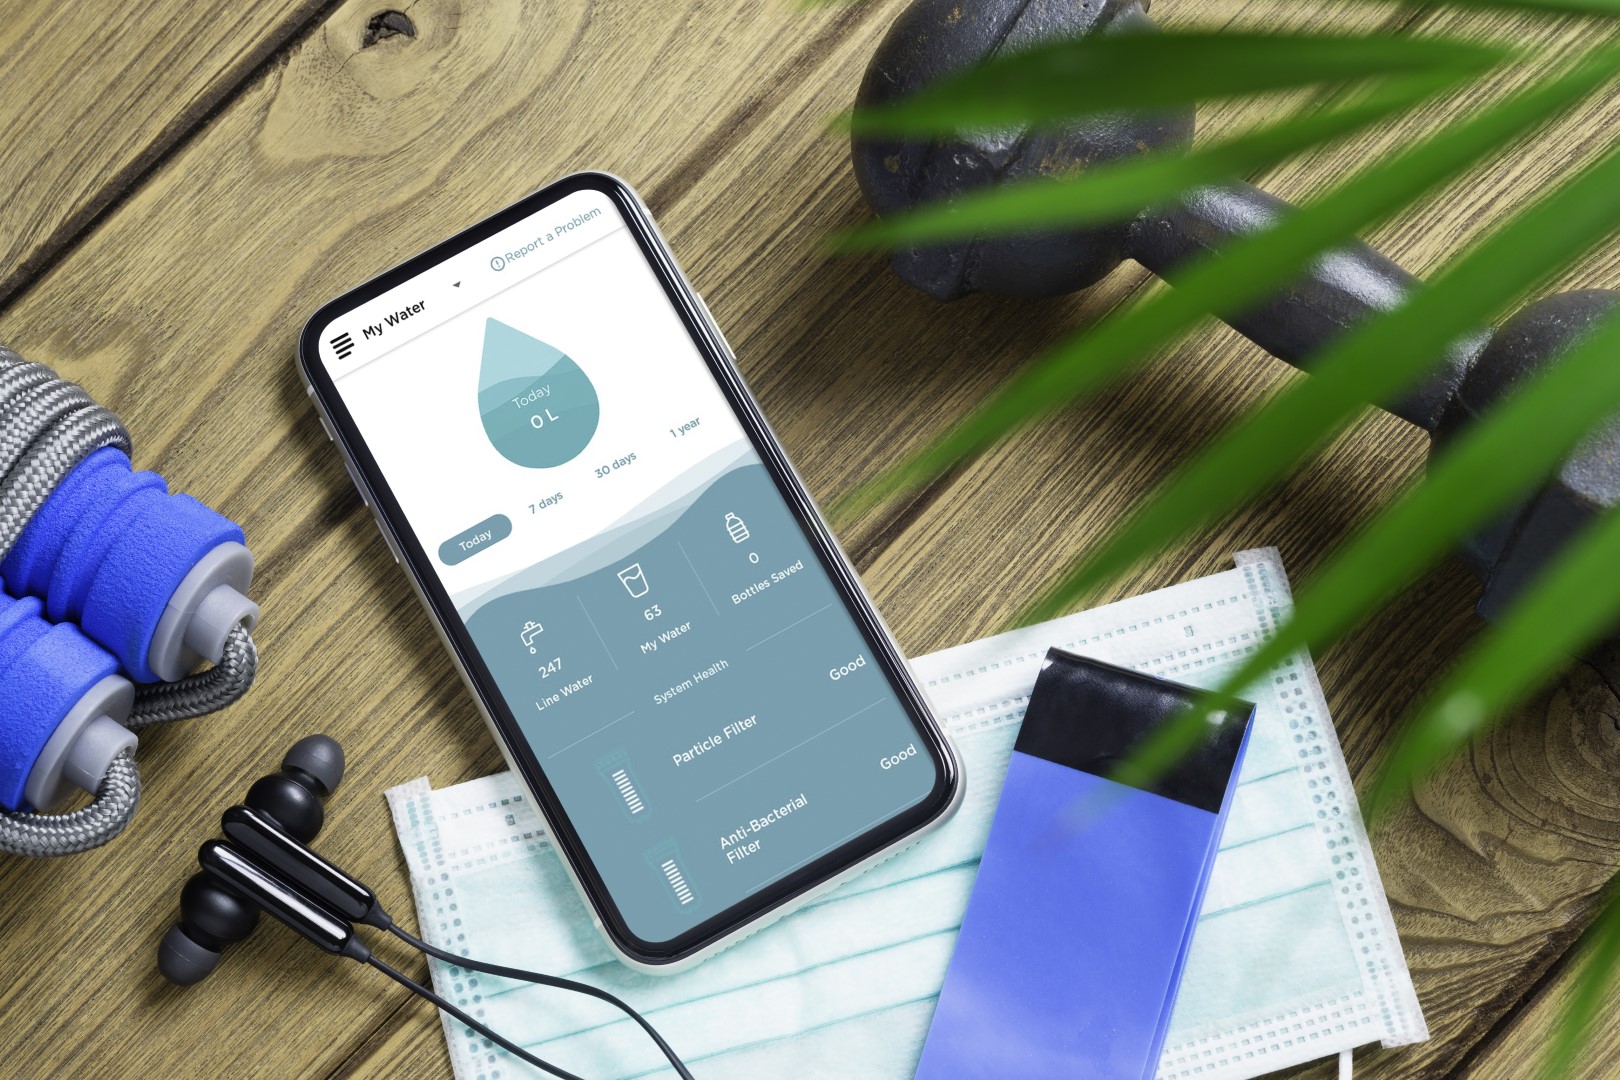 Report a Problem
My Water
Today
0 L
Today
7 days
30 days
1 year
247
Line Water
63
My Water
0
Bottles Saved
System Health
Particle Filter
Good
Anti-Bacterial
Filter
Good